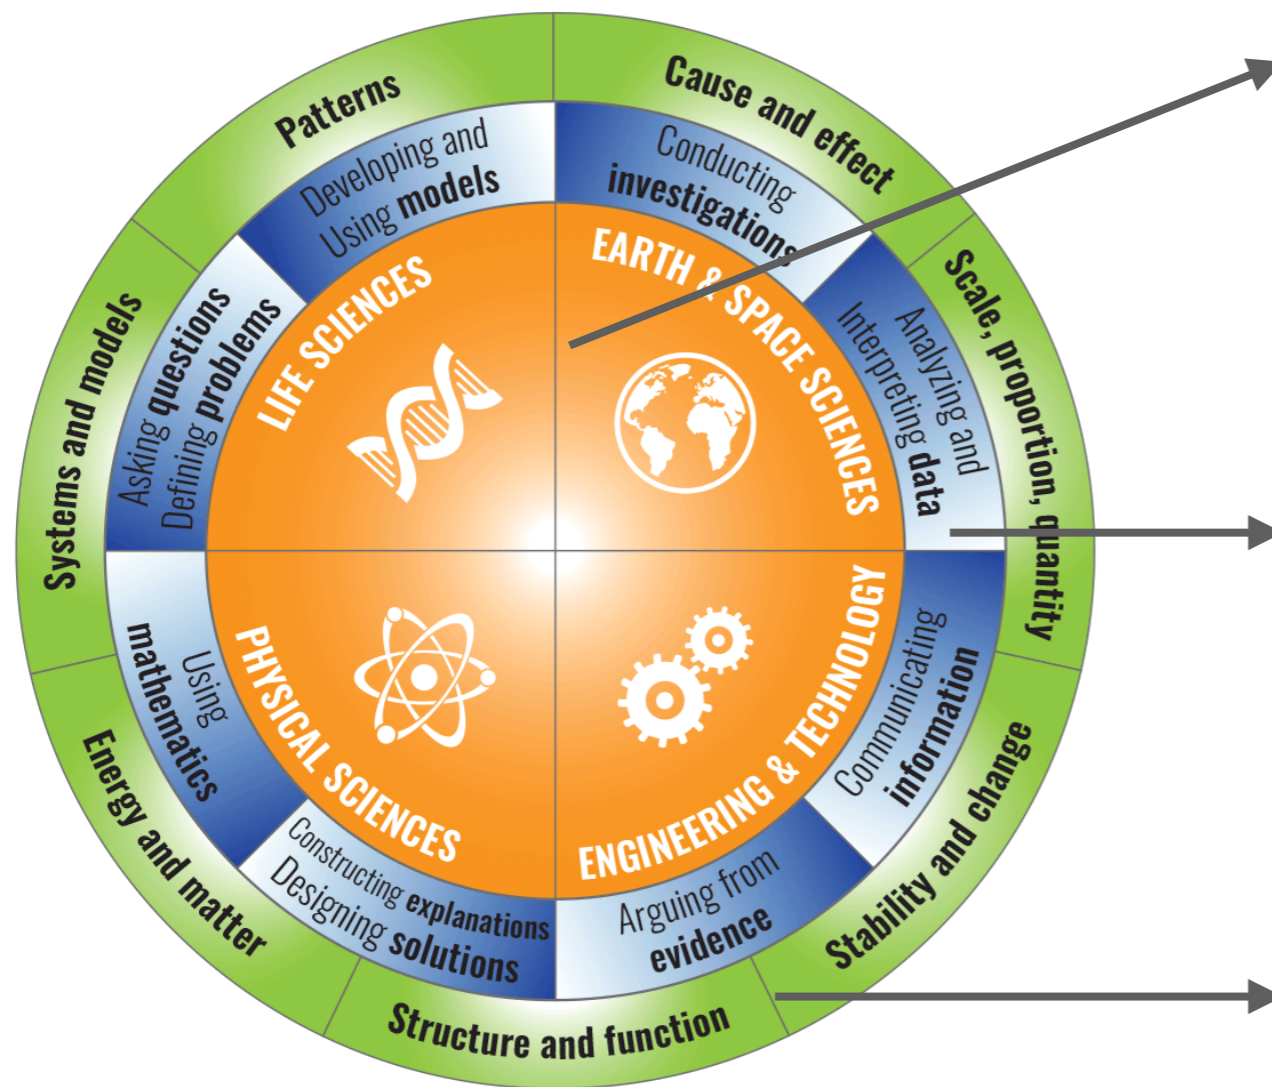 Patterns
Cause and effect
Scale, proportion, quantity
Stability and change
Structure and function
Energy and matter
Systems and models
Developing and
Using models
Conducting
investigations
Analyzing and
Interpreting data
Communicating
information
Arguing from
evidence
Constructing explanations
Designing solutions
Using
mathematics
Asking questions
Defining problems
LIFE SCIENCES
EARTH & SPACE SCIENCES
ENGINEERING & TECHNOLOGY
PHYSICAL SCIENCES